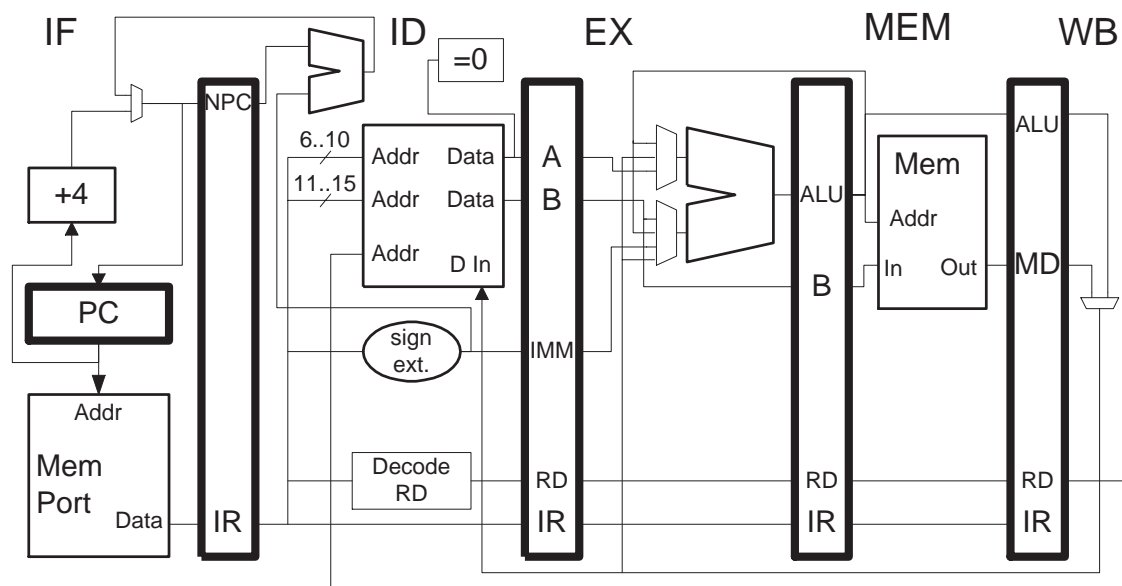 IF
ID
EX
MEM
WB
=0
NPC
+4
PC
Addr
Mem
Port
Data
IR
6..10
11..15
Addr
Data
Addr
Data
Addr
D In
sign
ext.
Decode
RD
A
B
IMM
RD
IR
ALU
B
RD
IR
Mem
Addr
In
Out
ALU
MD
RD
IR